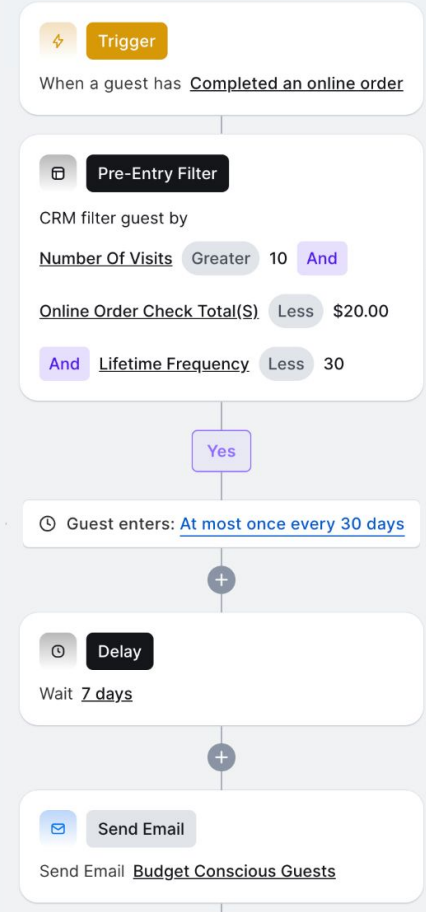 Trigger
When a guest has Completed an online order
Pre-Entry Filter
CRM filter guest by
Number Of Visits Greater 10 And
Online Order Check Total(S) Less $20.00
And Lifetime Frequency Less 30
Yes
Guest enters: At most once every 30 days
Delay
Wait 7 days
Send Email
Send Email Budget Conscious Guests